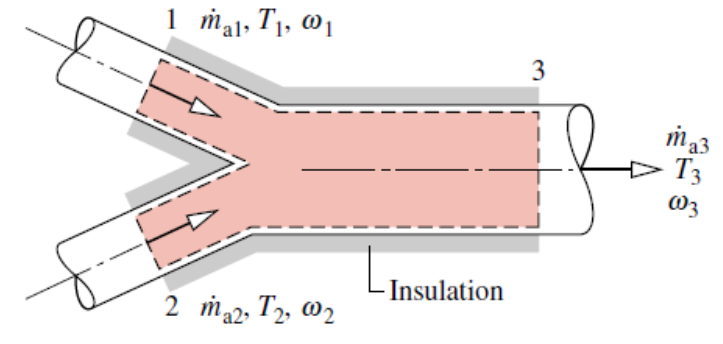 1 ṁa1, T1, ω1
3
ṁa3
T3
ω3
Insulation
2 ṁa2, T2, ω2